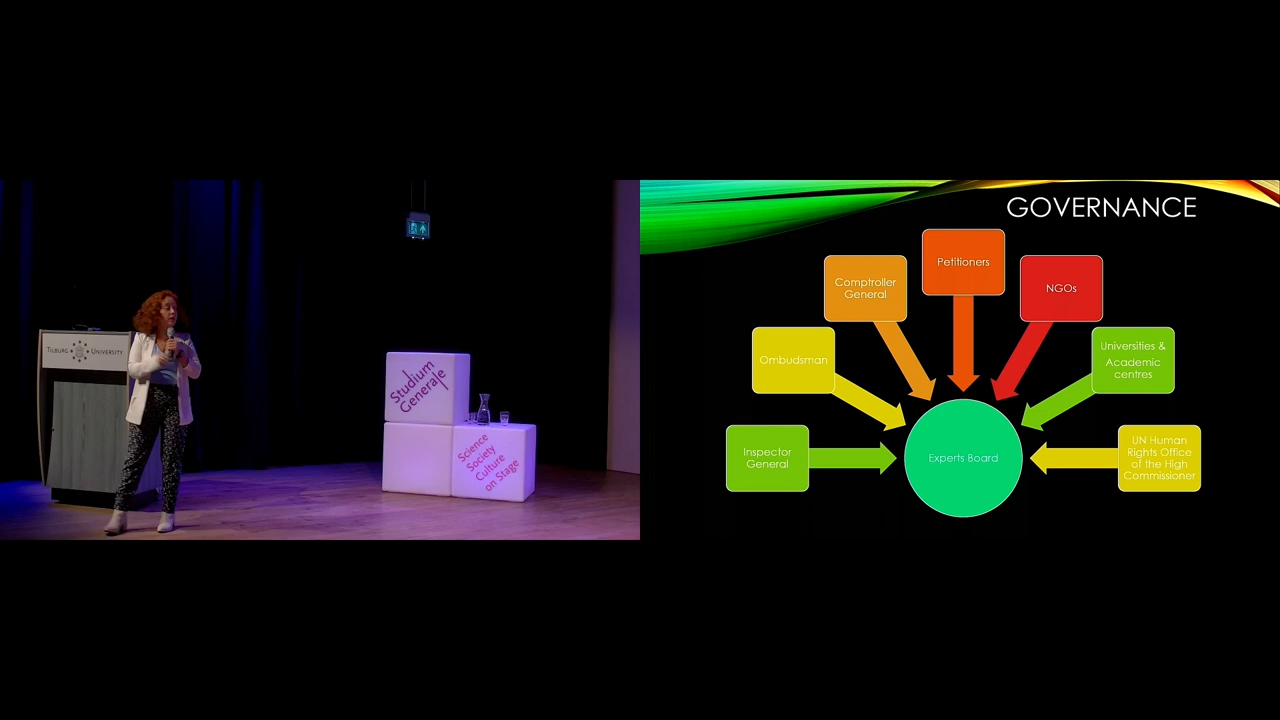 TILBURG UNIVERSITY
Studium
Generale
Science
Society
Culture
on Stage
GOVERNANCE
Petitioners
Comptroller
General
NGOs
Ombudsman
Universities &
Academic
centres
Inspector
General
Experts Board
UN Human
Rights Office
of the High
Commissioner